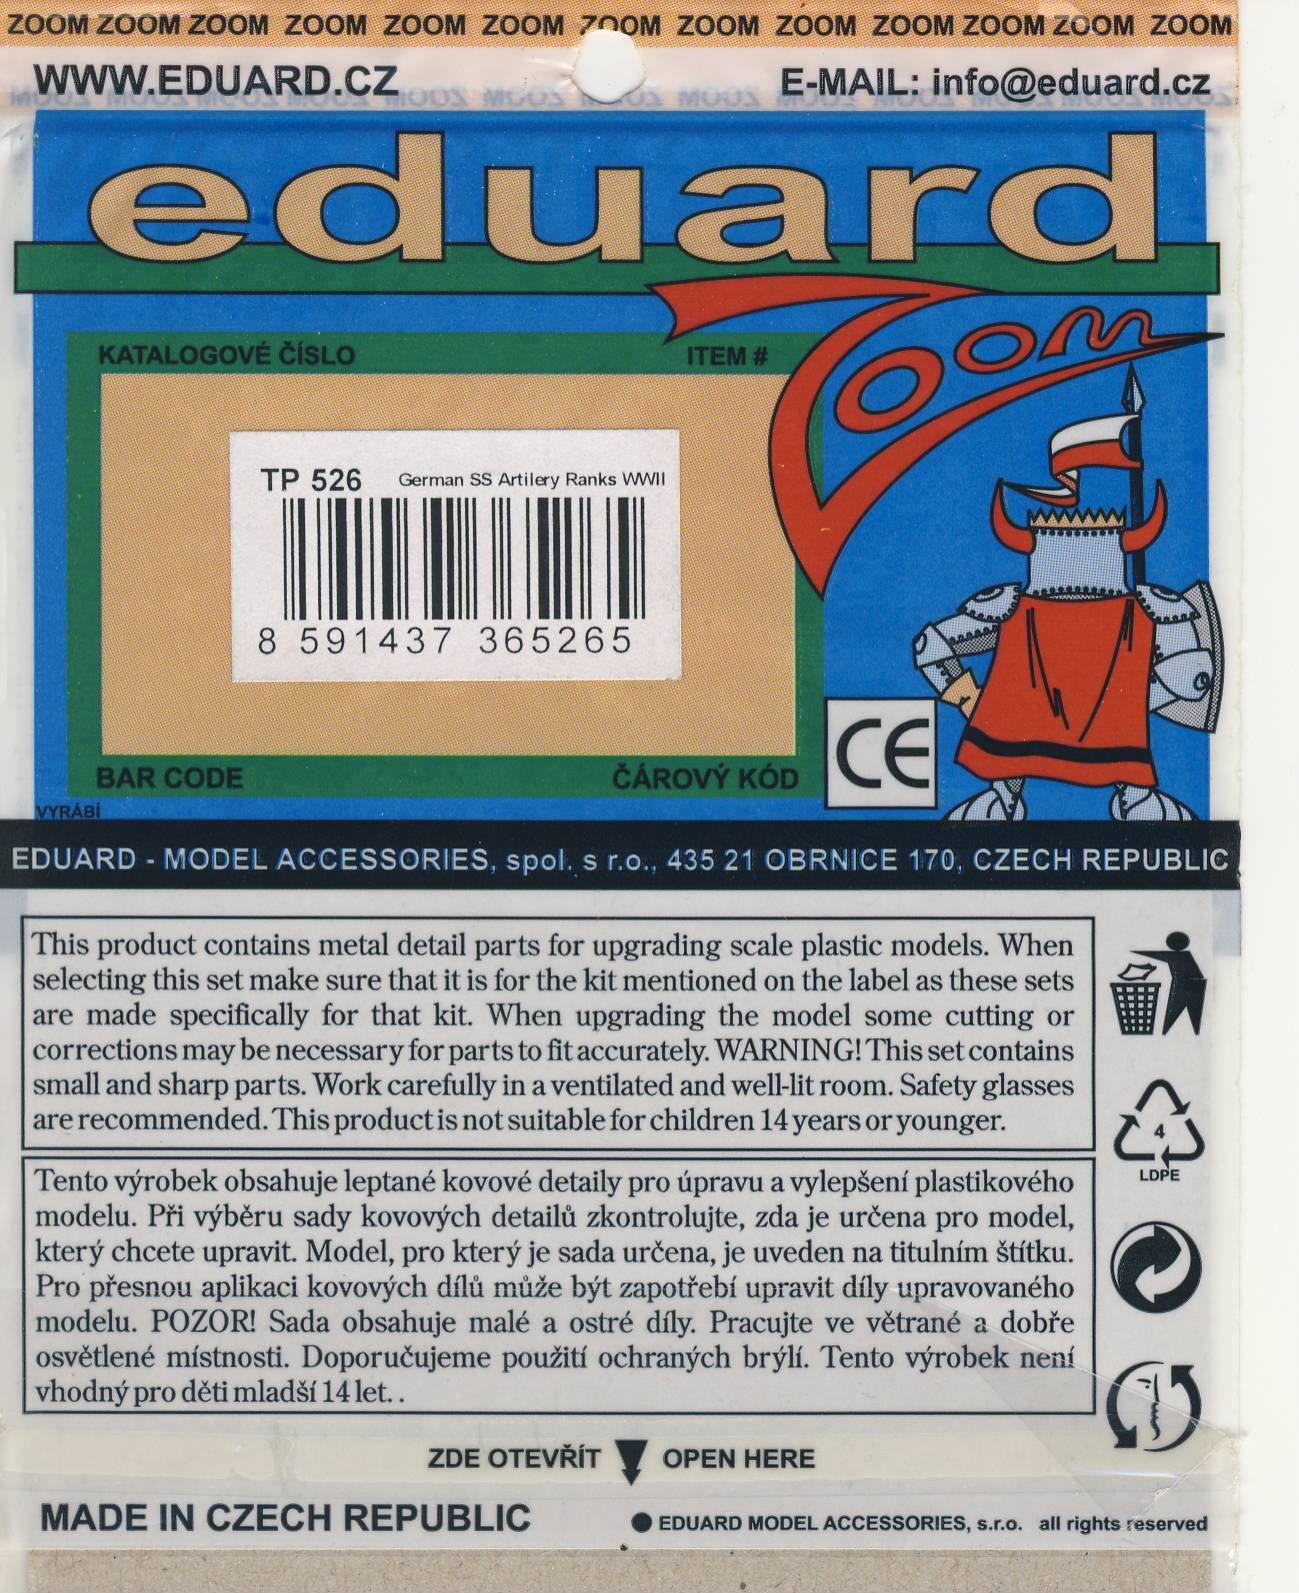 ZOOM ZOOM ZOOM ZOOM ZOOM ZOOM ZOOM ZOOM ZOOM ZOOM ZOOM ZOOM
WWW.EDUARD.CZ E-MAIL: info@eduard.cz
eduard
Zoom
KATALOGOVÉ ČÍSLO ITEM #
TP 526 German SS Artilery Ranks WWII
8 591437 365265
BAR CODE ČÁROVÝ KÓD
CE
VYRÁBÍ
EDUARD - MODEL ACCESSORIES, spol. s r.o., 435 21 OBRNICE 170, CZECH REPUBLIC
This product contains metal detail parts for upgrading scale plastic models. When
selecting this set make sure that it is for the kit mentioned on the label as these sets
are made specifically for that kit. When upgrading the model some cutting or
corrections may be necessary for parts to fit accurately. WARNING! This set contains
small and sharp parts. Work carefully in a ventilated and well-lit room. Safety glasses
are recommended. This product is not suitable for children 14 years or younger.
4
LDPE
Tento výrobek obsahuje leptané kovové detaily pro úpravu a vylepšení plastikového
modelu. Při výběru sady kovových detailů zkontrolujte, zda je určena pro model,
který chcete upravit. Model, pro který je sada určena, je uveden na titulním štítku.
Pro přesnou aplikaci kovových dílů může být zapotřebí upravit díly upravovaného
modelu. POZOR! Sada obsahuje malé a ostré díly. Pracujte ve větrané a dobře
osvětlené místnosti. Doporučujeme použití ochraných brýlí. Tento výrobek není
vhodný pro děti mladší 14 let. .
ZDE OTEVŘÍT OPEN HERE
MADE IN CZECH REPUBLIC
EDUARD MODEL ACCESSORIES, s.r.o. all rights reserved